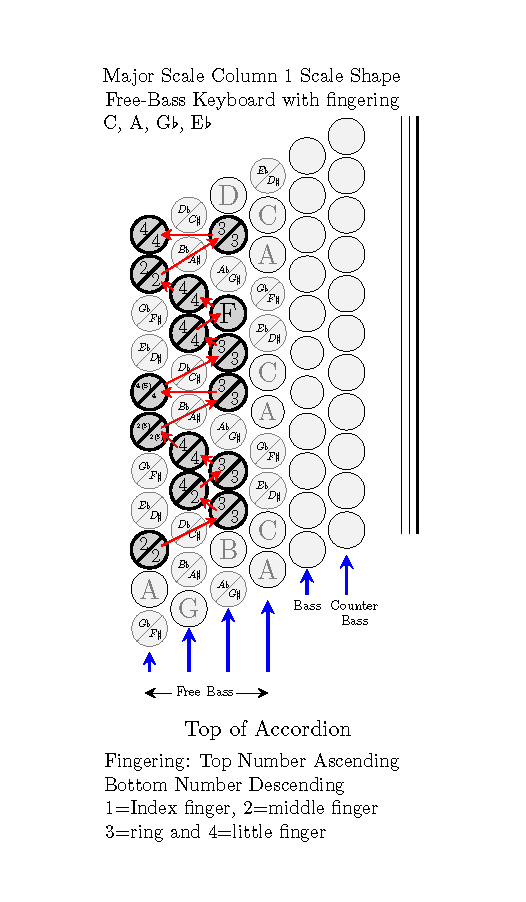 Major Scale Column 1 Scale Shape
Free-Bass Keyboard with fingering
C, A, G♭, E♭
E♭ D♯
D
D♭ C♯
C
4 4
3 3
B♭ A♯
A
2 2
A♭ G♯
4 4
G♭ F♯
G♭ F♯
F
4 4
E♭ D♯
E♭ D♯
3 3
D♭ C♯
C
4(5) 4
3 3
B♭ A♯
A
2(3) 2(3)
A♭ G♯
4 4
G♭ F♯
G♭ F♯
3 3
4 2
E♭ D♯
E♭ D♯
3 3
D♭ C♯
C
2 2
B
B♭ A♯
A
A
A♭ G♯
G
G♭ F♯
Bass
Counter
Bass
Free Bass
Top of Accordion
Fingering: Top Number Ascending
Bottom Number Descending
1=Index finger, 2=middle finger
3=ring and 4=little finger